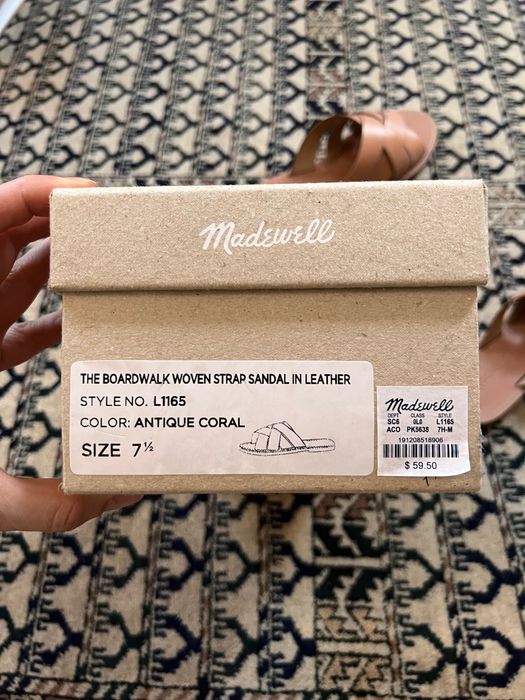 Madewell
THE BOARDWALK WOVEN STRAP SANDAL IN LEATHER
STYLE NO. L1165
COLOR: ANTIQUE CORAL
SIZE 7½
Madewell
DEPT CLASS STYLE
SC6 0L0 L1165
ACO PK5638 7H-M
191208518906
$ 59.50